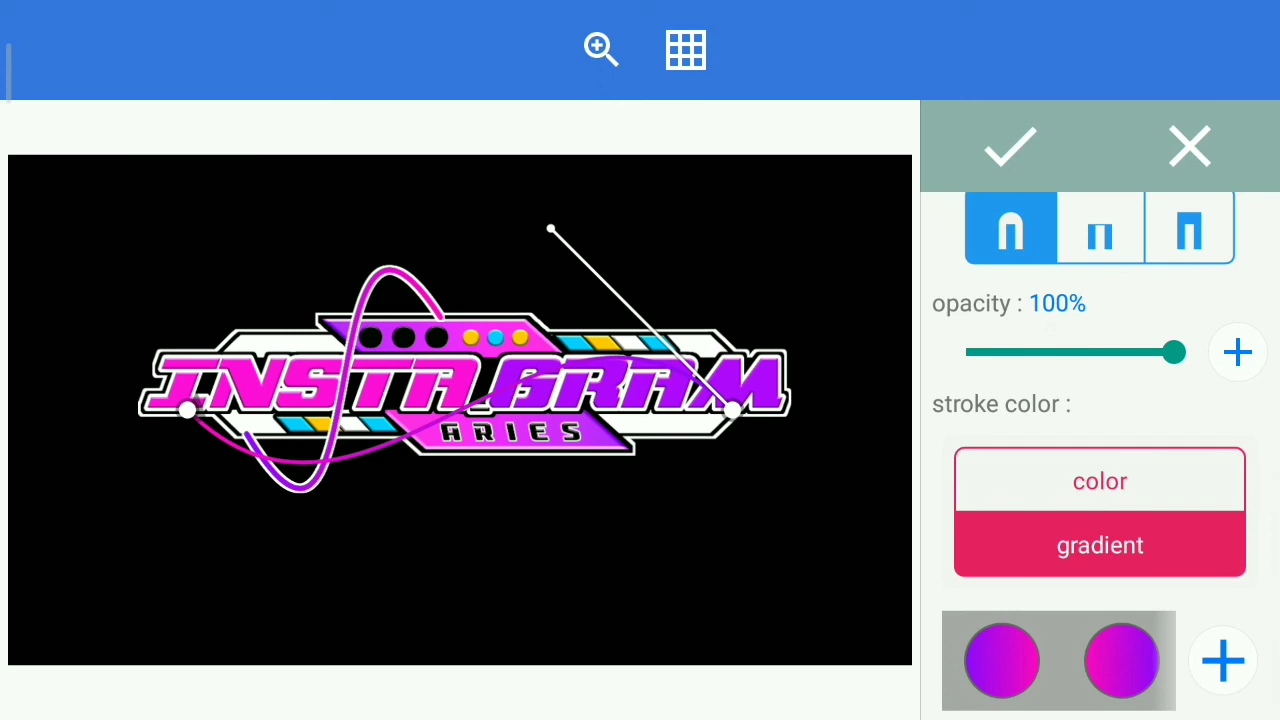 opacity : 100%
stroke color :
color
gradient
INSTA GRAM
ARIES